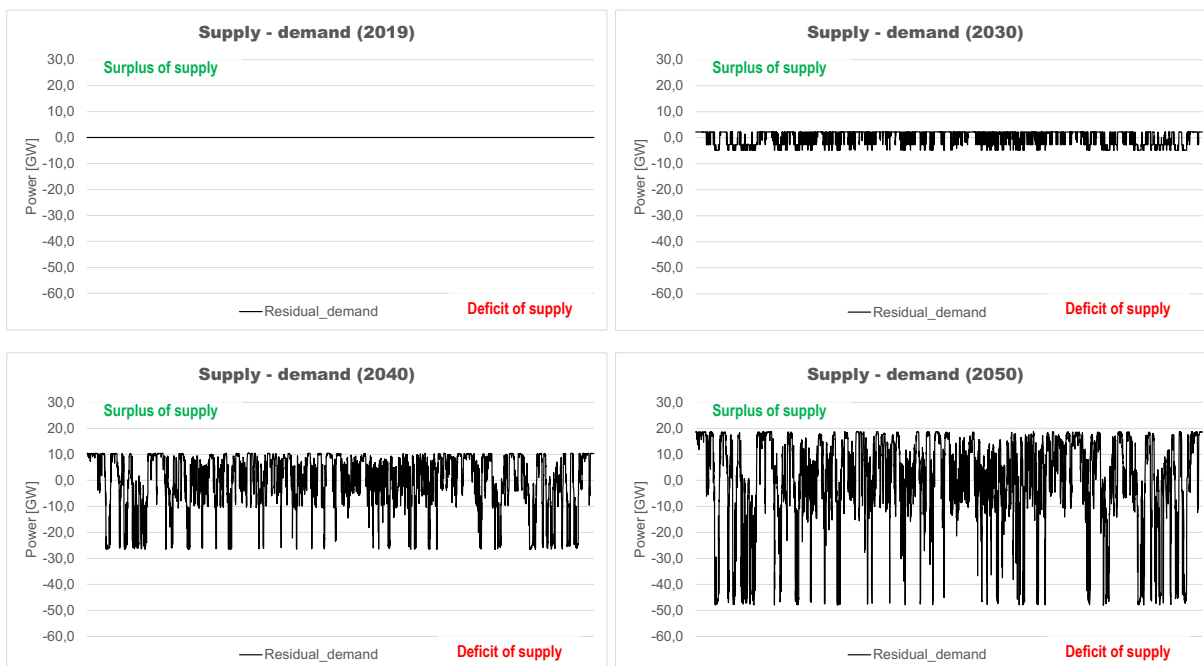 Supply - demand (2019)
Surplus of supply
Power [GW]
30,0
20,0
10,0
0,0
-10,0
-20,0
-30,0
-40,0
-50,0
-60,0
Residual_demand
Deficit of supply
Supply - demand (2030)
Surplus of supply
Power [GW]
30,0
20,0
10,0
0,0
-10,0
-20,0
-30,0
-40,0
-50,0
-60,0
Residual_demand
Deficit of supply
Supply - demand (2040)
Surplus of supply
Power [GW]
30,0
20,0
10,0
0,0
-10,0
-20,0
-30,0
-40,0
-50,0
-60,0
Residual_demand
Deficit of supply
Supply - demand (2050)
Surplus of supply
Power [GW]
30,0
20,0
10,0
0,0
-10,0
-20,0
-30,0
-40,0
-50,0
-60,0
Residual_demand
Deficit of supply